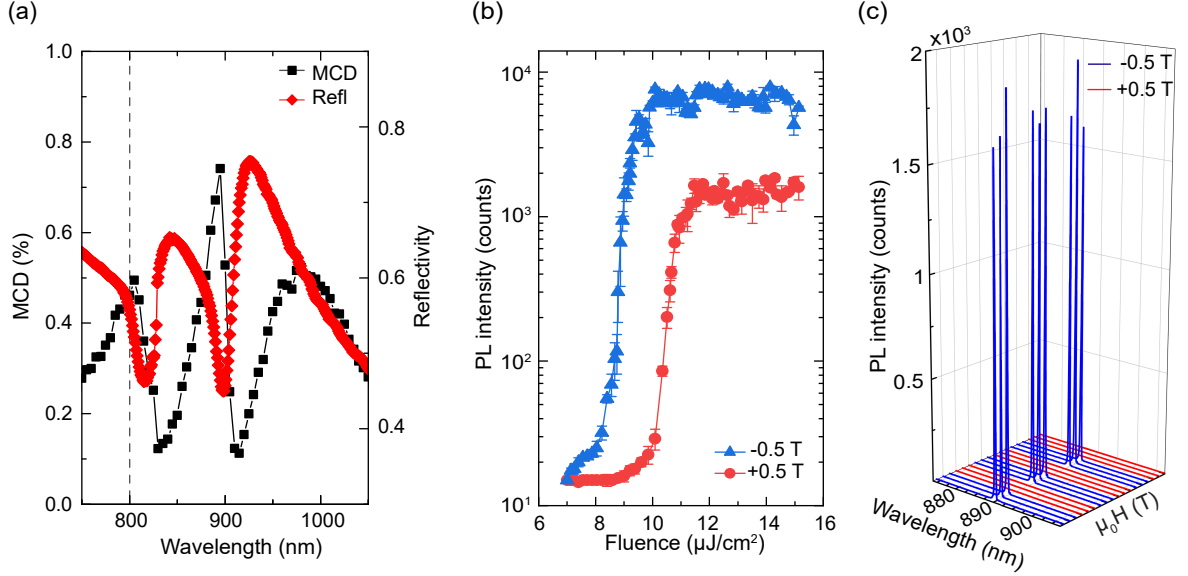 (a)
1.0
0.8
0.6
0.4
0.2
0.0
MCD (%)
MCD
Refl
0.8
0.6
0.4
Reflectivity
800
900
1000
Wavelength (nm)
(b)
10⁴
10³
10²
10¹
PL intensity (counts)
-0.5 T
+0.5 T
6
8
10
12
14
16
Fluence (μJ/cm²)
(c)
×10³
2
1.5
1
0.5
PL intensity (counts)
-0.5 T
+0.5 T
880
890
900
Wavelength (nm)
μ₀H (T)